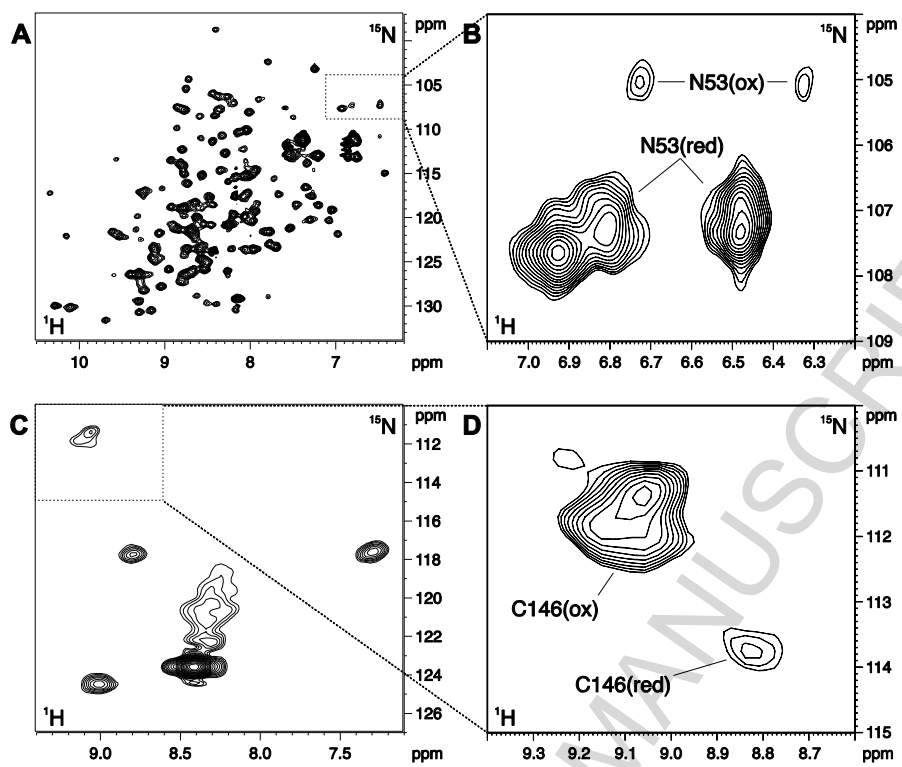 A
¹⁵N
ppm
105
110
115
120
125
130
¹H
10
9
8
7
ppm
B
¹⁵N
ppm
N53(ox)
105
N53(red)
106
107
108
109
¹H
7.0
6.9
6.8
6.7
6.6
6.5
6.4
6.3
ppm
C
¹⁵N
ppm
112
114
116
118
120
122
124
126
¹H
9.0
8.5
8.0
7.5
ppm
D
¹⁵N
ppm
111
112
C146(ox)
113
C146(red)
114
115
¹H
9.3
9.2
9.1
9.0
8.9
8.8
8.7
ppm
MANUSCRI